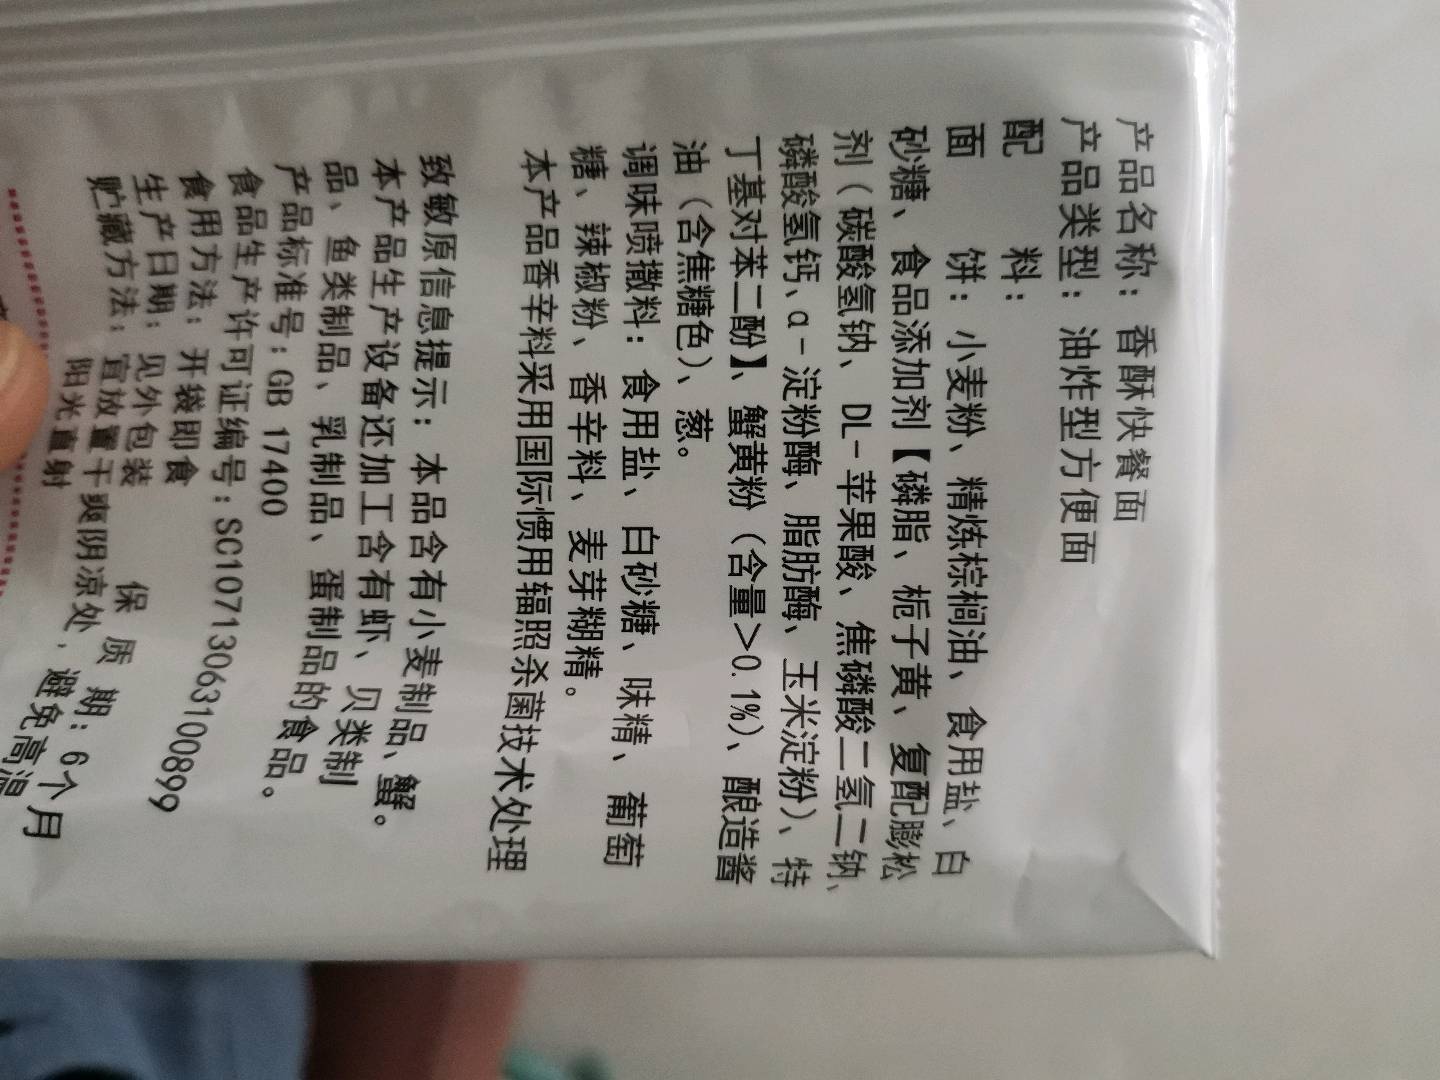 产品名称：香酥快餐面
产品类型：油炸型方便面
配料：
面饼：小麦粉、精炼棕榈油、食用盐、白
砂糖、食品添加剂【磷脂、栀子黄、复配膨松
剂（碳酸氢钠、DL-苹果酸、焦磷酸二氢二钠、
磷酸氢钙、α-淀粉酶、脂肪酶、玉米淀粉）、特
丁基对苯二酚】、蟹黄粉（含量>0.1%）、酿造酱
油（含焦糖色）、葱。
调味喷撒料：食用盐、白砂糖、味精、葡萄
糖、辣椒粉、香辛料、麦芽糊精。
本产品香辛料采用国际惯用辐照杀菌技术处理
致敏原信息提示：本品含有小麦制品、蟹。
本产品生产设备还加工含有虾、贝类制
品、鱼类制品、乳制品、蛋制品的食品。
产品标准号：GB 17400
食品生产许可证编号：SC10713063100899
食用方法：开袋即食
生产日期：见外包装 保质期：6个月
贮藏方法：宜放置干爽阴凉处，避免高温
阳光直射